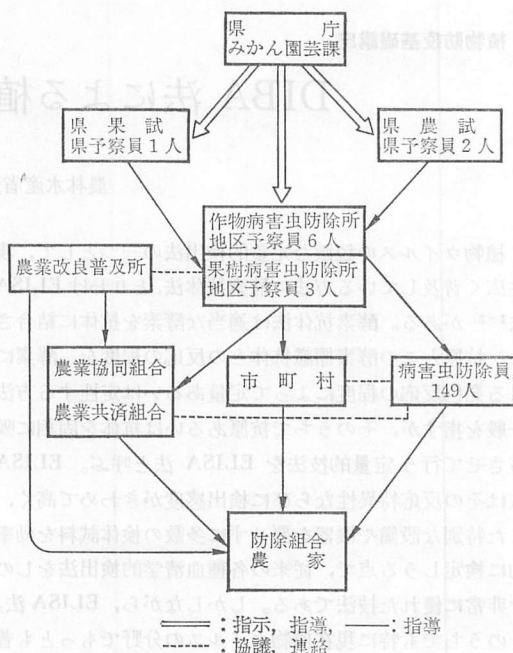 県　庁
みかん園芸課
県　果　試
県予察員１人
県　農　試
県予察員２人
作物病害虫防除所
地区予察員６人
果樹病害虫防除所
地区予察員３人
農業改良普及所
農業協同組合
農業共済組合
市　町　村
病害虫防除員
149人
防除組合
農　　家
：指示，指導，　：指導
：協議，連絡